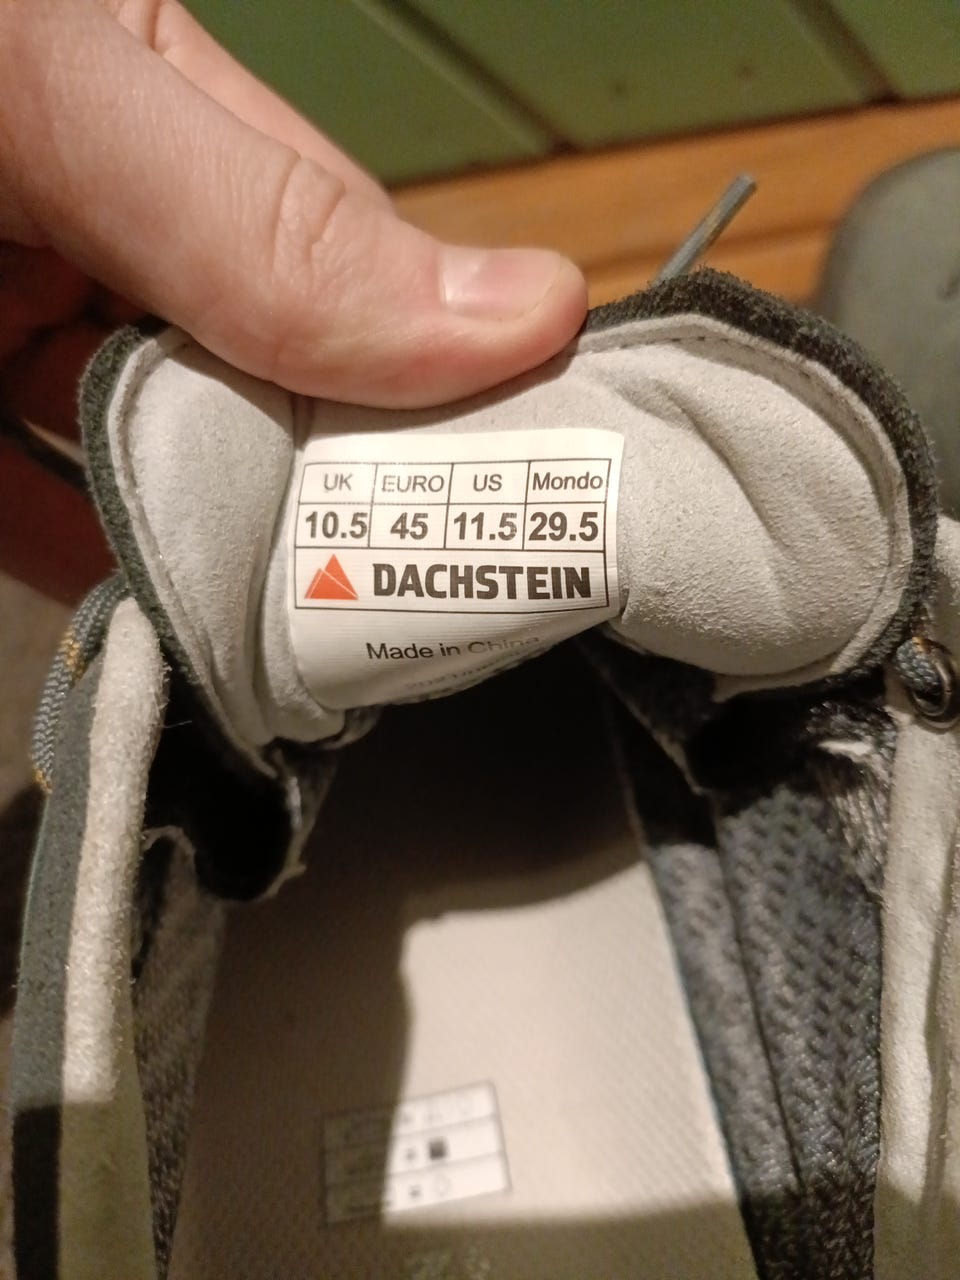 UK EURO US Mondo
10.5 45 11.5 29.5
DACHSTEIN
Made in China